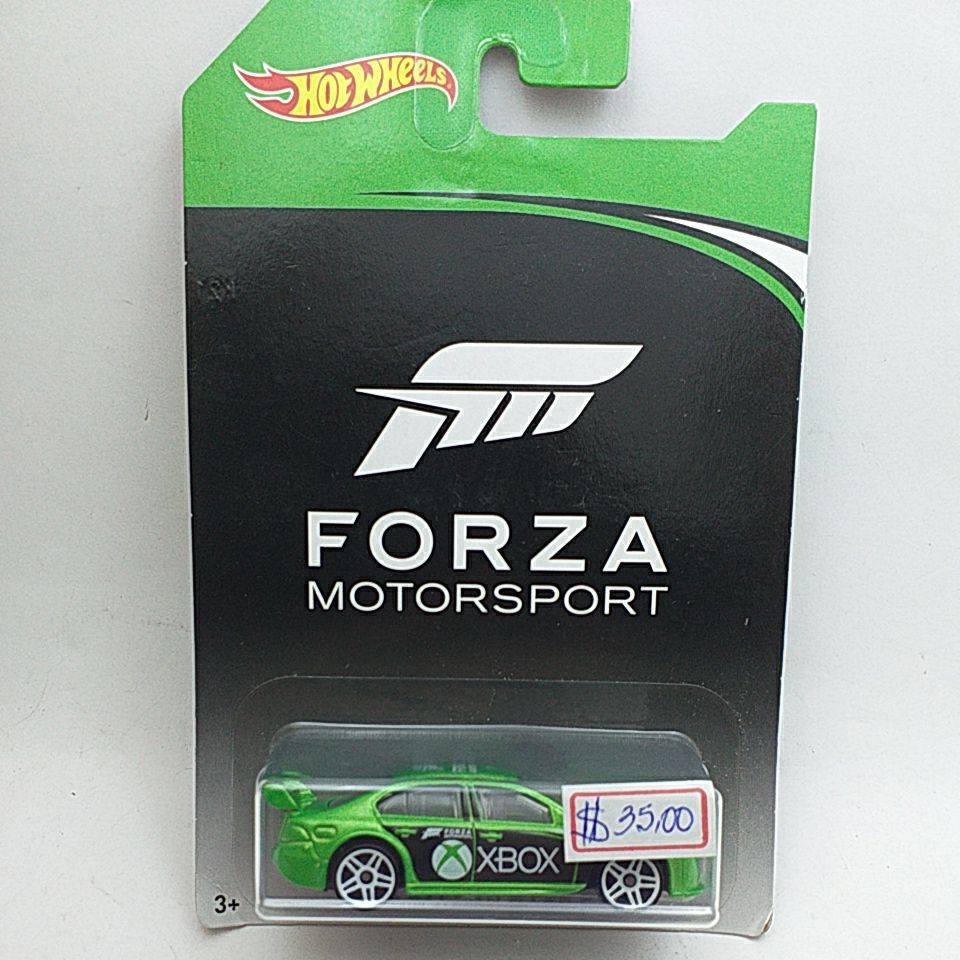 HOT WHEELS
FORZA
MOTORSPORT
$ 35,00
FORZA
XBOX
3+